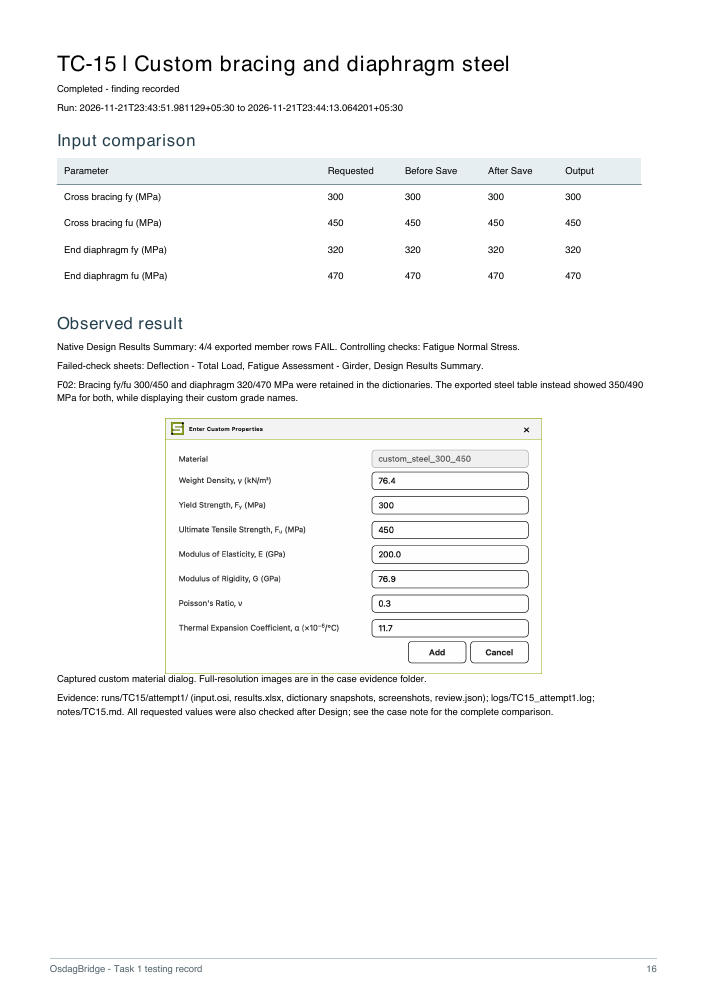 TC-15 | Custom bracing and diaphragm steel
Completed - finding recorded
Run: 2026-11-21T23:43:51.981129+05:30 to 2026-11-21T23:44:13.064201+05:30
Input comparison
Parameter Requested Before Save After Save Output
Cross bracing fy (MPa) 300 300 300 300
Cross bracing fu (MPa) 450 450 450 450
End diaphragm fy (MPa) 320 320 320 320
End diaphragm fu (MPa) 470 470 470 470
Observed result
Native Design Results Summary: 4/4 exported member rows FAIL. Controlling checks: Fatigue Normal Stress.
Failed-check sheets: Deflection - Total Load, Fatigue Assessment - Girder, Design Results Summary.
F02: Bracing fy/fu 300/450 and diaphragm 320/470 MPa were retained in the dictionaries. The exported steel table instead showed 350/490
MPa for both, while displaying their custom grade names.
Enter Custom Properties ×
Material custom_steel_300_450
Weight Density, γ (kN/m³) 76.4
Yield Strength, Fᵧ (MPa) 300
Ultimate Tensile Strength, Fᵤ (MPa) 450
Modulus of Elasticity, E (GPa) 200.0
Modulus of Rigidity, G (GPa) 76.9
Poisson's Ratio, ν 0.3
Thermal Expansion Coefficient, α (×10⁻⁶/°C) 11.7
Add Cancel
Captured custom material dialog. Full-resolution images are in the case evidence folder.
Evidence: runs/TC15/attempt1/ (input.osi, results.xlsx, dictionary snapshots, screenshots, review.json); logs/TC15_attempt1.log;
notes/TC15.md. All requested values were also checked after Design; see the case note for the complete comparison.
OsdagBridge - Task 1 testing record 16